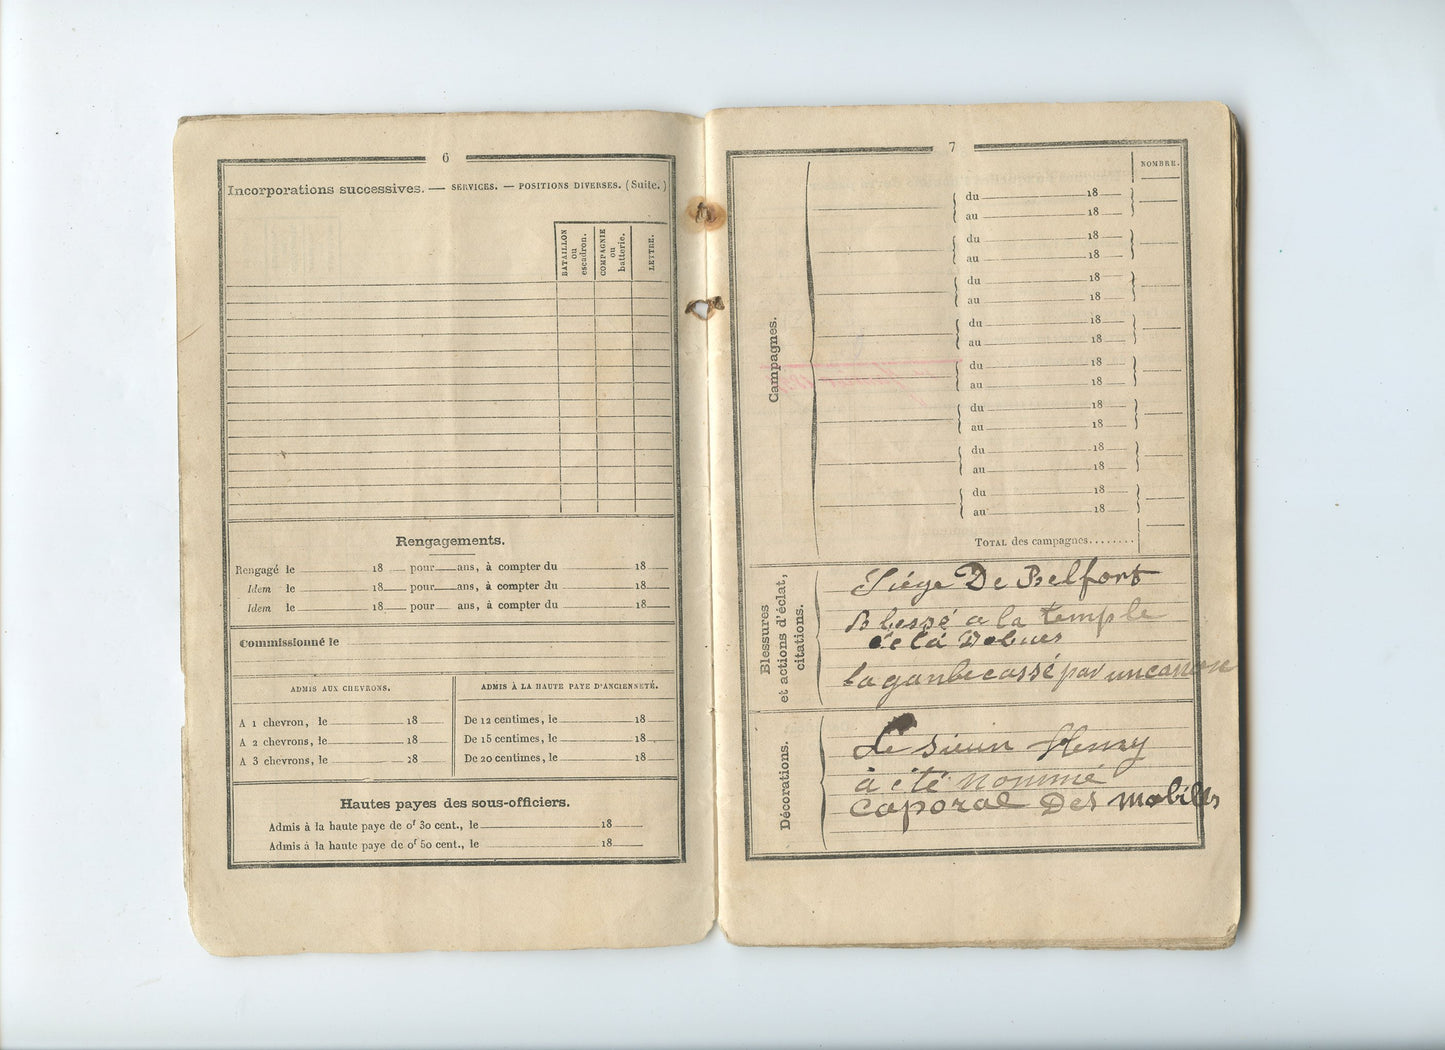 6
Incorporations successives. — SERVICES. — POSITIONS DIVERSES. (Suite.)
BATAILLON ou escadron.
COMPAGNIE ou batterie.
LETTRE.
Rengagements.
Rengagé le 18 pour ans, à compter du 18
Idem le 18 pour ans, à compter du 18
Idem le 18 pour ans, à compter du 18
Commissionné le
ADMIS AUX CHEVRONS.
A 1 chevron, le 18
A 2 chevrons, le 18
A 3 chevrons, le 18
ADMIS À LA HAUTE PAYE D'ANCIENNETÉ.
De 12 centimes, le 18
De 15 centimes, le 18
De 20 centimes, le 18
Hautes payes des sous-officiers.
Admis à la haute paye de 0f 30 cent., le 18
Admis à la haute paye de 0f 50 cent., le 18
7
NOMBRE.
Campagnes.
du 18
au 18
du 18
au 18
du 18
au 18
du 18
au 18
du 18
au 18
du 18
au 18
du 18
au 18
du 18
au 18
TOTAL des campagnes........
Blessures
et actions d'éclat,
citations.
Siége De Belfort
Blessé a la temple
de la
la ganbe cassé par un canon
Décorations.
Le sieur Henry
à été nommé
caporal Des mobiles